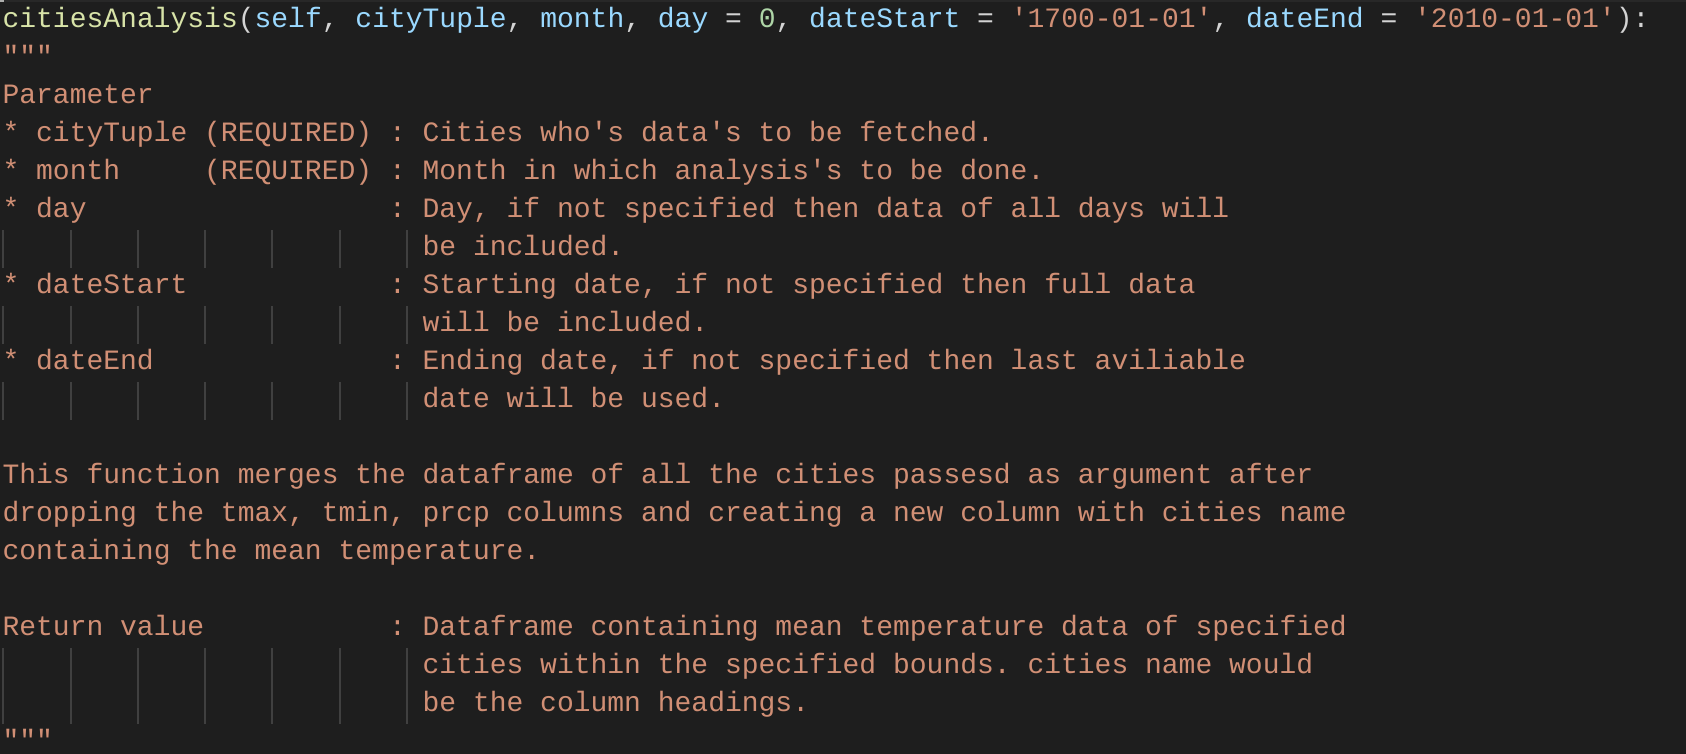 citiesAnalysis(self, cityTuple, month, day = 0, dateStart = '1700-01-01', dateEnd = '2010-01-01'):
"""
Parameter
* cityTuple (REQUIRED) : Cities who's data's to be fetched.
* month     (REQUIRED) : Month in which analysis's to be done.
* day                  : Day, if not specified then data of all days will
                         be included.
* dateStart            : Starting date, if not specified then full data
                         will be included.
* dateEnd              : Ending date, if not specified then last aviliable
                         date will be used.

This function merges the dataframe of all the cities passesd as argument after
dropping the tmax, tmin, prcp columns and creating a new column with cities name
containing the mean temperature.

Return value           : Dataframe containing mean temperature data of specified
                         cities within the specified bounds. cities name would
                         be the column headings.
"""